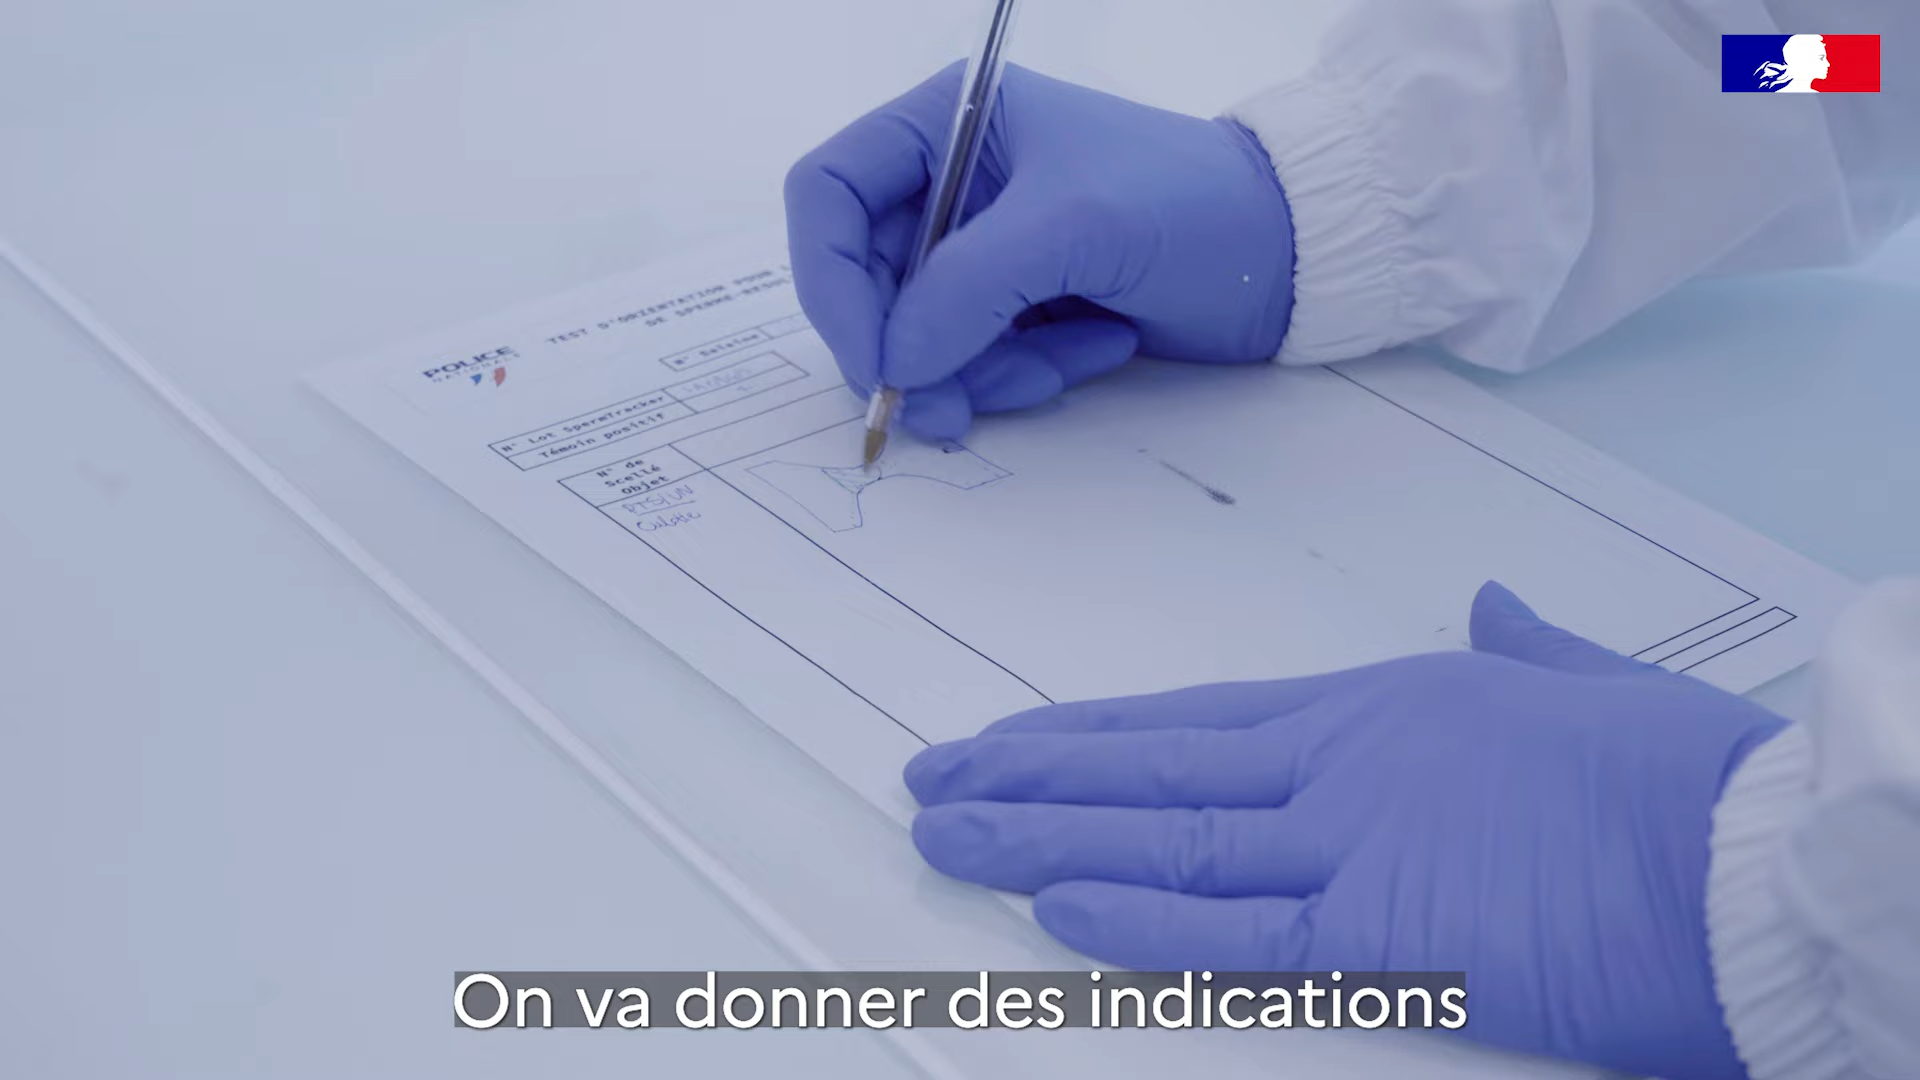 POLICE
NATIONALE
TEST D'ORIENTATION POUR
DE SPERME-RESUL
N° Saisine
N° Lot SpermTracker
Témoin positif
N° de
Scellé
Objet
Culotte
On va donner des indications